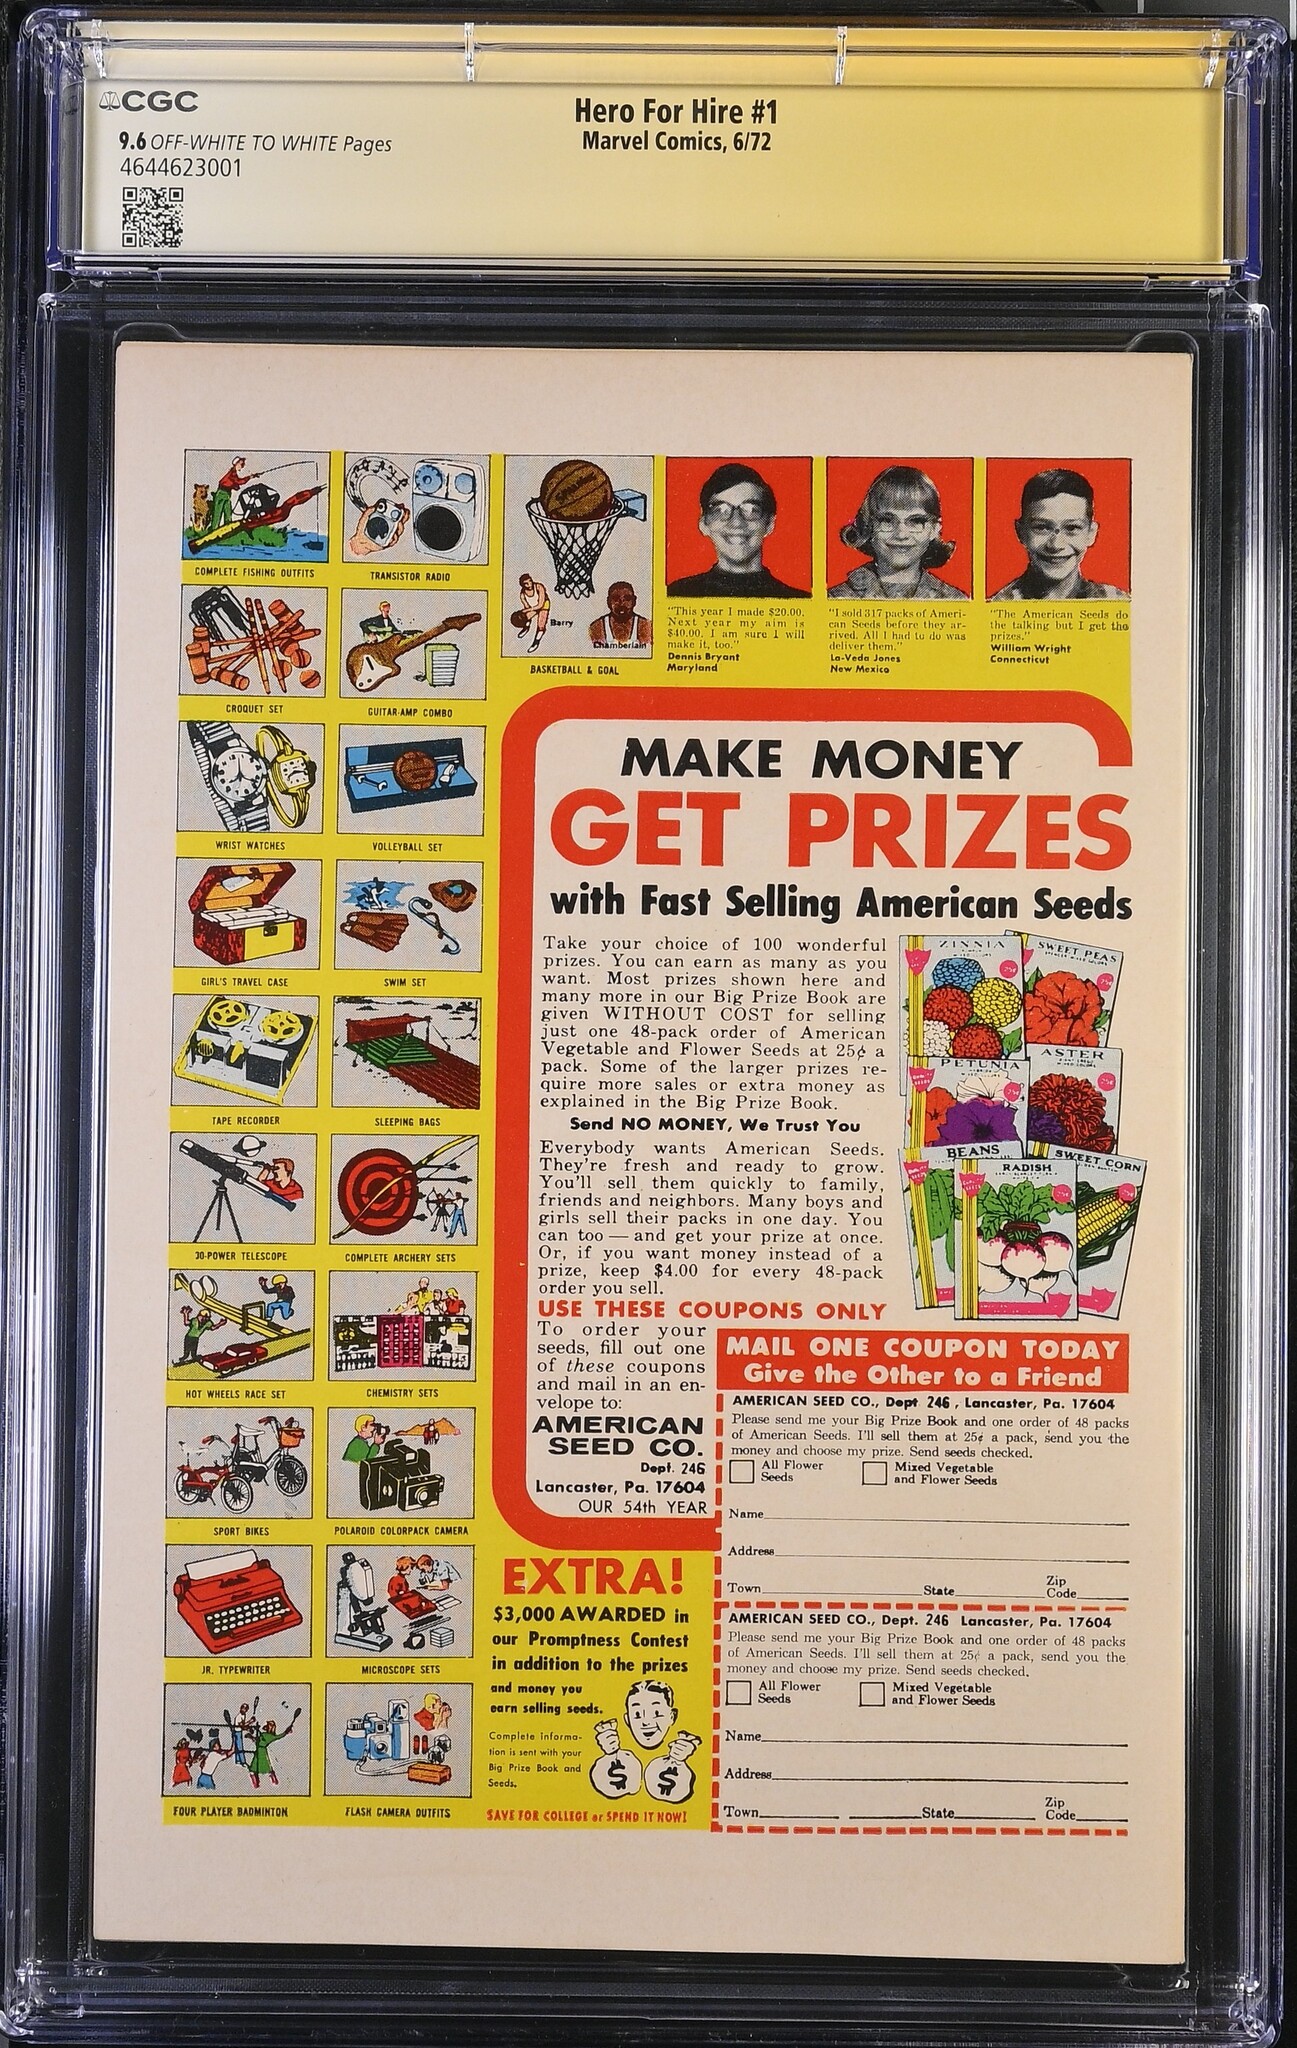 CGC
Hero For Hire #1
9.6 OFF-WHITE TO WHITE Pages
Marvel Comics, 6/72
4644623001
COMPLETE FISHING OUTFITS
TRANSISTOR RADIO
Barry
Chamberlain
BASKETBALL & GOAL
"This year I made $20.00.
Next year my aim is
$40.00. I am sure I will
make it, too."
Dennis Bryant
Maryland
"I sold 317 packs of Ameri-
can Seeds before they ar-
rived. All I had to do was
deliver them."
La-Veda Jones
New Mexico
"The American Seeds do
the talking but I get the
prizes."
William Wright
Connecticut
CROQUET SET
GUITAR-AMP COMBO
WRIST WATCHES
VOLLEYBALL SET
GIRL'S TRAVEL CASE
SWIM SET
TAPE RECORDER
SLEEPING BAGS
30-POWER TELESCOPE
COMPLETE ARCHERY SETS
HOT WHEELS RACE SET
CHEMISTRY SETS
SPORT BIKES
POLAROID COLORPACK CAMERA
JR. TYPEWRITER
MICROSCOPE SETS
FOUR PLAYER BADMINTON
FLASH CAMERA OUTFITS
MAKE MONEY
GET PRIZES
with Fast Selling American Seeds
Take your choice of 100 wonderful
prizes. You can earn as many as you
want. Most prizes shown here and
many more in our Big Prize Book are
given WITHOUT COST for selling
just one 48-pack order of American
Vegetable and Flower Seeds at 25¢ a
pack. Some of the larger prizes re-
quire more sales or extra money as
explained in the Big Prize Book.
Send NO MONEY, We Trust You
Everybody wants American Seeds.
They're fresh and ready to grow.
You'll sell them quickly to family,
friends and neighbors. Many boys and
girls sell their packs in one day. You
can too — and get your prize at once.
Or, if you want money instead of a
prize, keep $4.00 for every 48-pack
order you sell.
ZINNIA
SWEET PEAS
25¢
25¢
PETUNIA
ASTER
25¢
BEANS
RADISH
SWEET CORN
USE THESE COUPONS ONLY
To order your
seeds, fill out one
of these coupons
and mail in an en-
velope to:
AMERICAN
SEED CO.
Dept. 246
Lancaster, Pa. 17604
OUR 54th YEAR
MAIL ONE COUPON TODAY
Give the Other to a Friend
AMERICAN SEED CO., Dept 246 , Lancaster, Pa. 17604
Please send me your Big Prize Book and one order of 48 packs
of American Seeds. I'll sell them at 25¢ a pack, send you the
money and choose my prize. Send seeds checked.
All Flower
Seeds
Mixed Vegetable
and Flower Seeds
Name
Address
Town State Zip
Code
AMERICAN SEED CO., Dept. 246 Lancaster, Pa. 17604
Please send me your Big Prize Book and one order of 48 packs
of American Seeds. I'll sell them at 25¢ a pack, send you the
money and choose my prize. Send seeds checked.
All Flower
Seeds
Mixed Vegetable
and Flower Seeds
Name
Address
Town State Zip
Code
EXTRA!
$3,000 AWARDED in
our Promptness Contest
in addition to the prizes
and money you
earn selling seeds.
Complete informa-
tion is sent with your
Big Prize Book and
Seeds.
$ $
SAVE FOR COLLEGE or SPEND IT NOW!